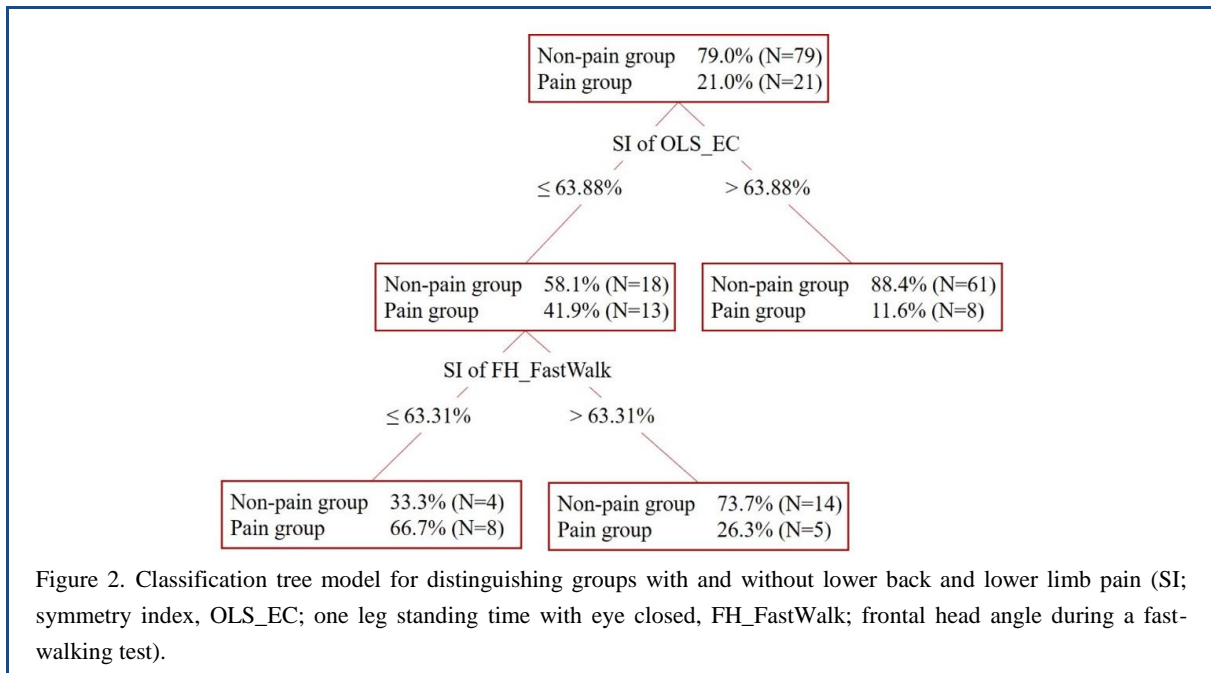 Non-pain group 79.0% (N=79)
Pain group 21.0% (N=21)
SI of OLS_EC
≤ 63.88% > 63.88%
Non-pain group 58.1% (N=18) Non-pain group 88.4% (N=61)
Pain group 41.9% (N=13) Pain group 11.6% (N=8)
SI of FH_FastWalk
≤ 63.31% > 63.31%
Non-pain group 33.3% (N=4) Non-pain group 73.7% (N=14)
Pain group 66.7% (N=8) Pain group 26.3% (N=5)
Figure 2. Classification tree model for distinguishing groups with and without lower back and lower limb pain (SI;
symmetry index, OLS_EC; one leg standing time with eye closed, FH_FastWalk; frontal head angle during a fast-
walking test).